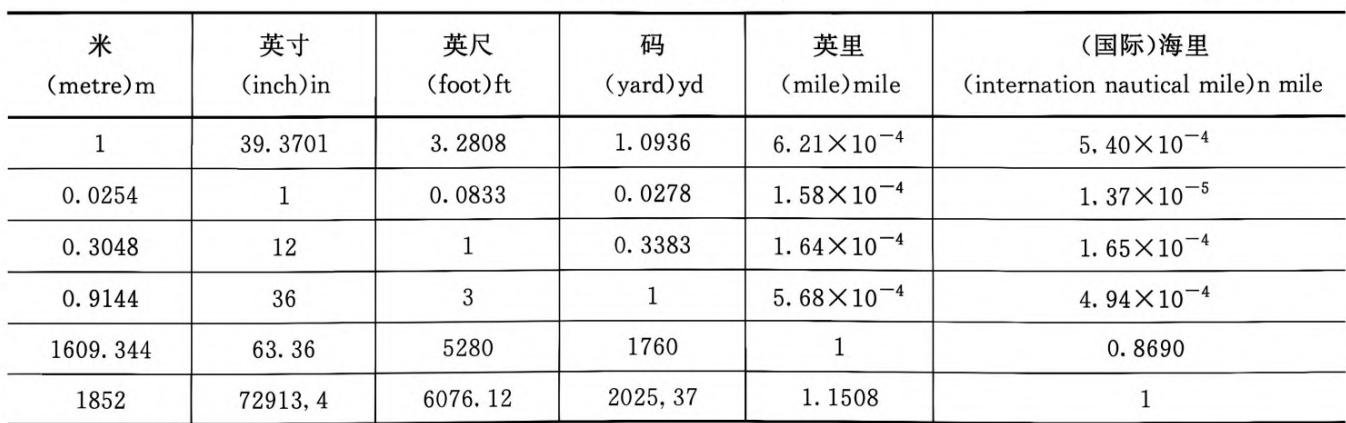 米 英寸 英尺 码 英里 (国际)海里
(metre)m (inch)in (foot)ft (yard)yd (mile)mile (internation nautical mile)n mile
1 39.3701 3.2808 1.0936 6.21×10⁻⁴ 5.40×10⁻⁴
0.0254 1 0.0833 0.0278 1.58×10⁻⁴ 1.37×10⁻⁵
0.3048 12 1 0.3383 1.64×10⁻⁴ 1.65×10⁻⁴
0.9144 36 3 1 5.68×10⁻⁴ 4.94×10⁻⁴
1609.344 63.36 5280 1760 1 0.8690
1852 72913,4 6076.12 2025,37 1.1508 1